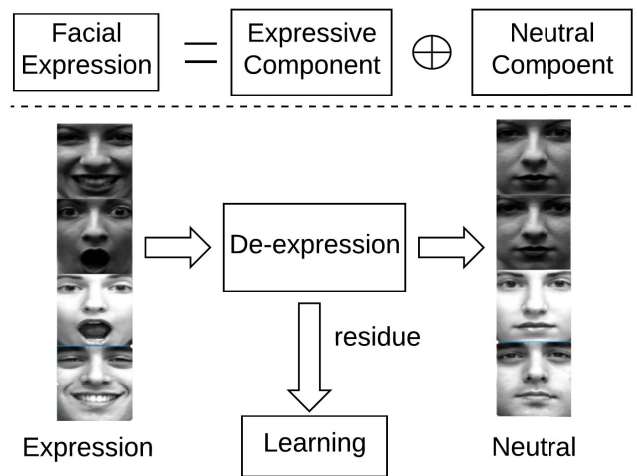 Facial
Expression
=
Expressive
Component
⊕
Neutral
Compoent
De-expression
residue
Learning
Expression
Neutral